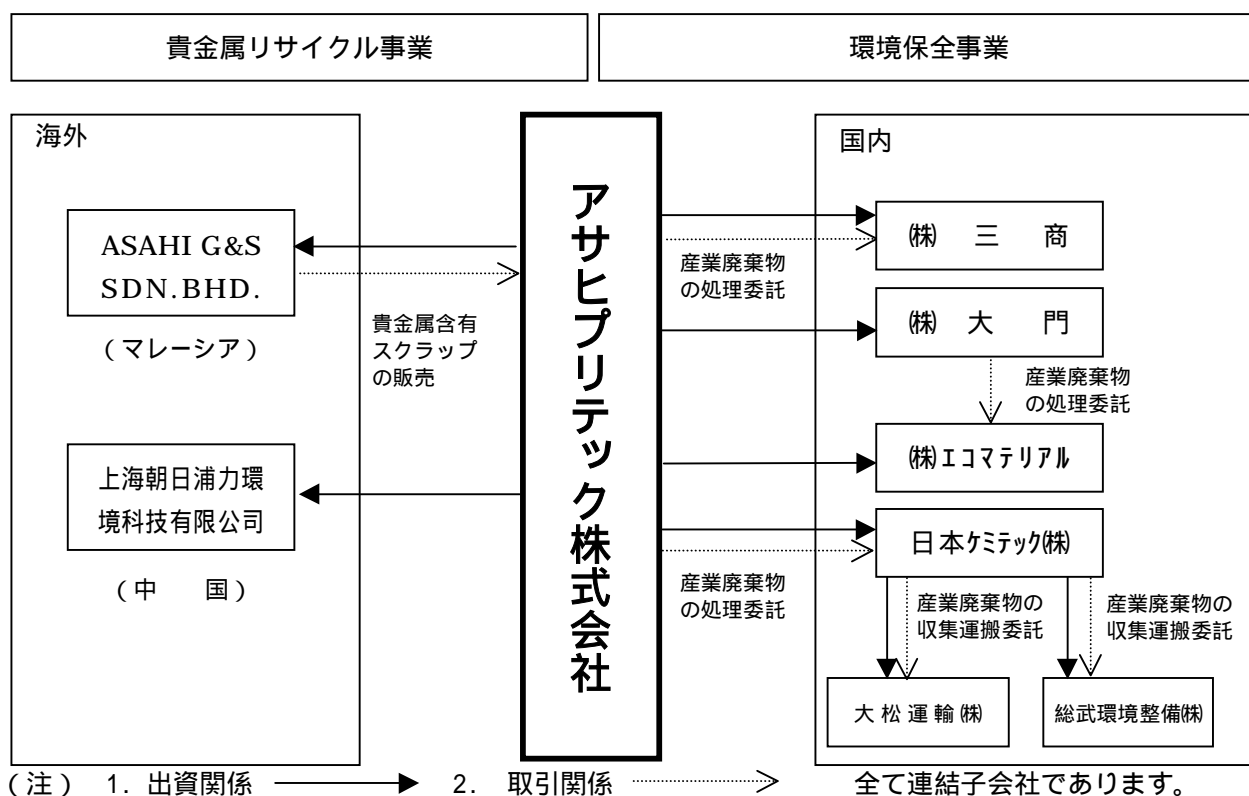 貴金属リサイクル事業
環境保全事業
海外
ASAHI G&S
SDN.BHD.
(マレーシア)
貴金属含有
スクラップ
の販売
上海朝日浦力環
境科技有限公司
(中　国)
アサヒプリテック株式会社
国内
㈱ 三 商
産業廃棄物
の処理委託
㈱ 大 門
産業廃棄物
の処理委託
㈱ｴｺﾏﾃﾘｱﾙ
日本ｹﾐﾃｯｸ㈱
産業廃棄物
の処理委託
産業廃棄物の
収集運搬委託
産業廃棄物の
収集運搬委託
大松運輸㈱
総武環境整備㈱
(注) 1. 出資関係 2. 取引関係 全て連結子会社であります。